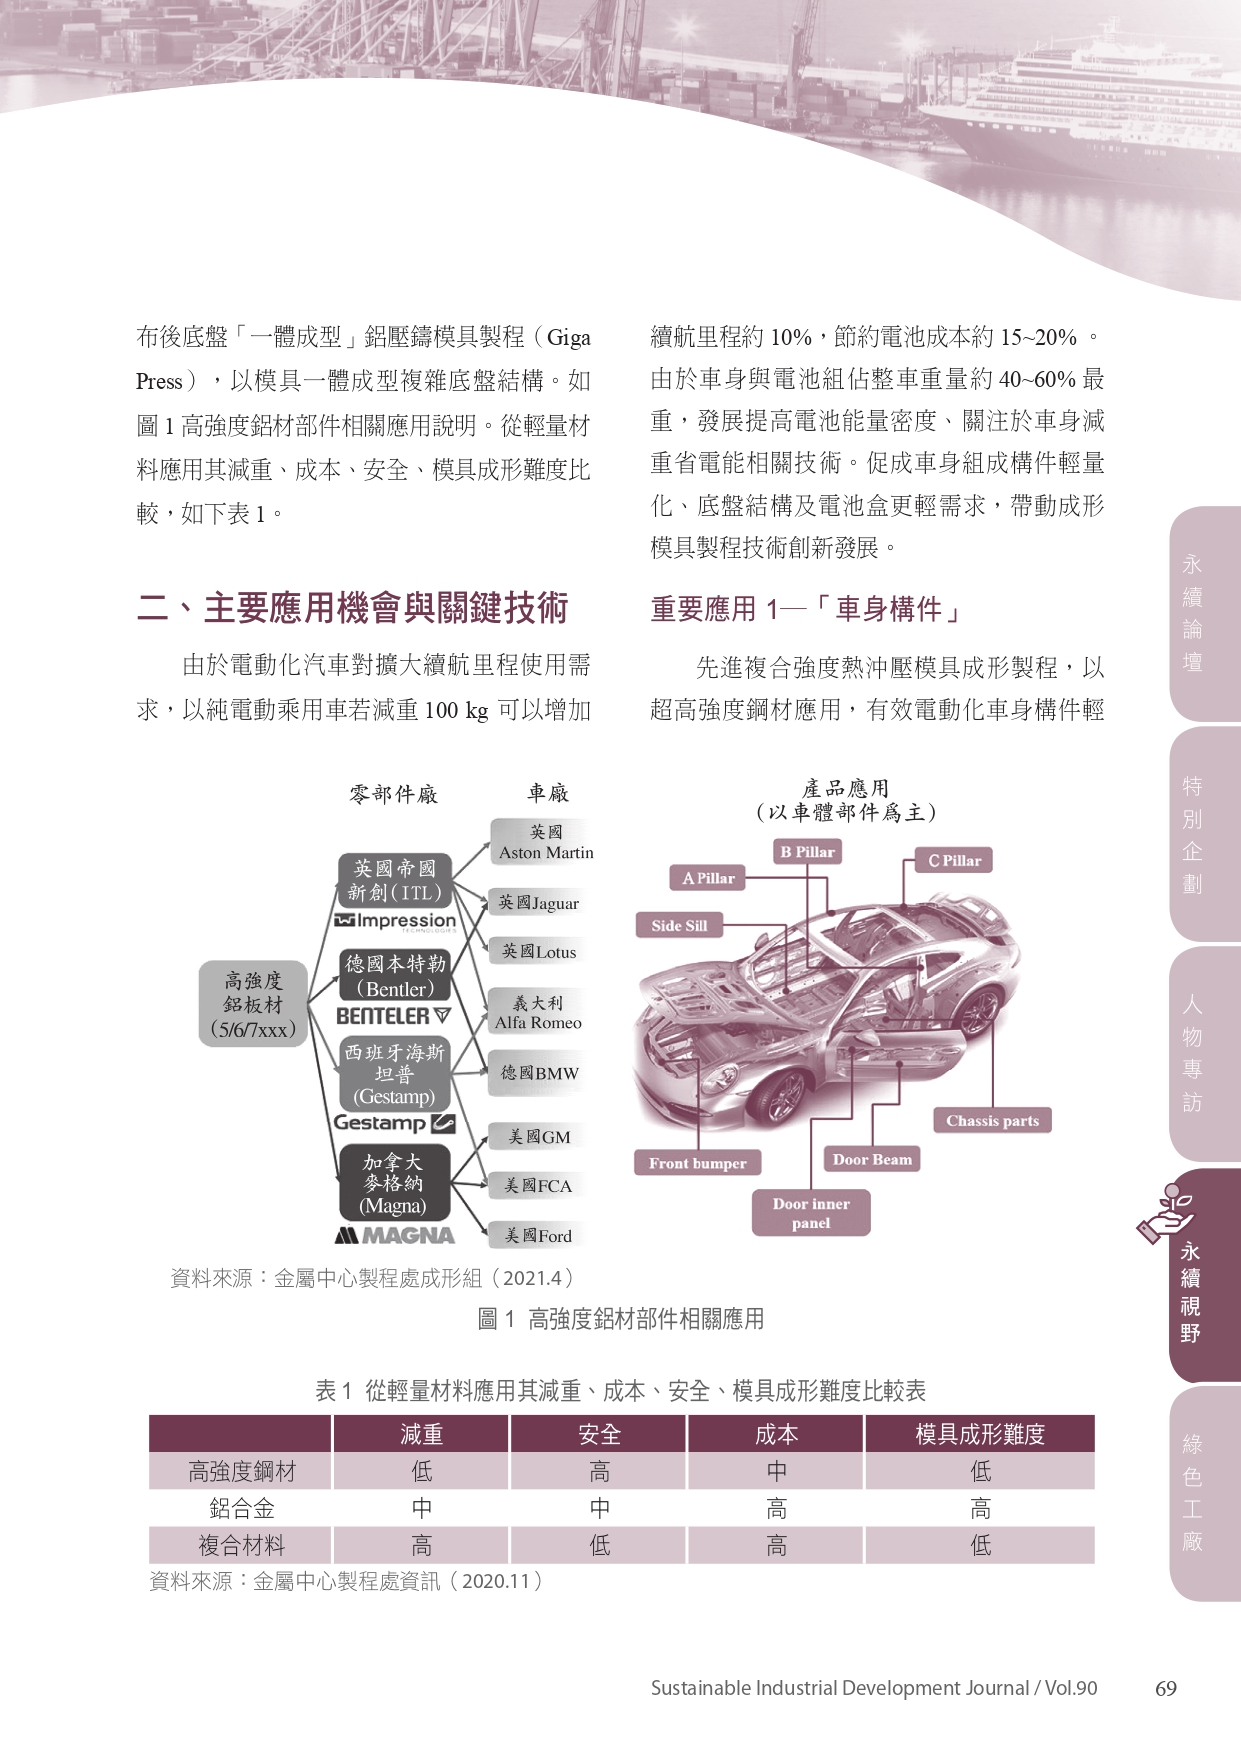 布後底盤「一體成型」鋁壓鑄模具製程（Giga
Press），以模具一體成型複雜底盤結構。如
圖 1 高強度鋁材部件相關應用說明。從輕量材
料應用其減重、成本、安全、模具成形難度比
較，如下表 1。
二、主要應用機會與關鍵技術
由於電動化汽車對擴大續航里程使用需
求，以純電動乘用車若減重 100 kg 可以增加
續航里程約 10%，節約電池成本約 15~20% 。
由於車身與電池組佔整車重量約 40~60% 最
重，發展提高電池能量密度、關注於車身減
重省電能相關技術。促成車身組成構件輕量
化、底盤結構及電池盒更輕需求，帶動成形
模具製程技術創新發展。
重要應用 1─「車身構件」
先進複合強度熱沖壓模具成形製程，以
超高強度鋼材應用，有效電動化車身構件輕
零部件廠
車廠
高強度
鋁板材
(5/6/7xxx)
英國帝國
新創(ITL)
Impression
TECHNOLOGIES
德國本特勒
(Bentler)
BENTELER
西班牙海斯
坦普
(Gestamp)
Gestamp
加拿大
麥格納
(Magna)
MAGNA
英國
Aston Martin
英國Jaguar
英國Lotus
義大利
Alfa Romeo
德國BMW
美國GM
美國FCA
美國Ford
產品應用
（以車體部件為主）
B Pillar
C Pillar
A Pillar
Side Sill
Chassis parts
Front bumper
Door Beam
Door inner
panel
資料來源：金屬中心製程處成形組（2021.4）
圖 1 高強度鋁材部件相關應用
表 1 從輕量材料應用其減重、成本、安全、模具成形難度比較表
減重 安全 成本 模具成形難度
高強度鋼材 低 高 中 低
鋁合金 中 中 高 高
複合材料 高 低 高 低
資料來源：金屬中心製程處資訊（2020.11）
永續論壇
特別企劃
人物專訪
永續視野
綠色工廠
Sustainable Industrial Development Journal / Vol.90 69